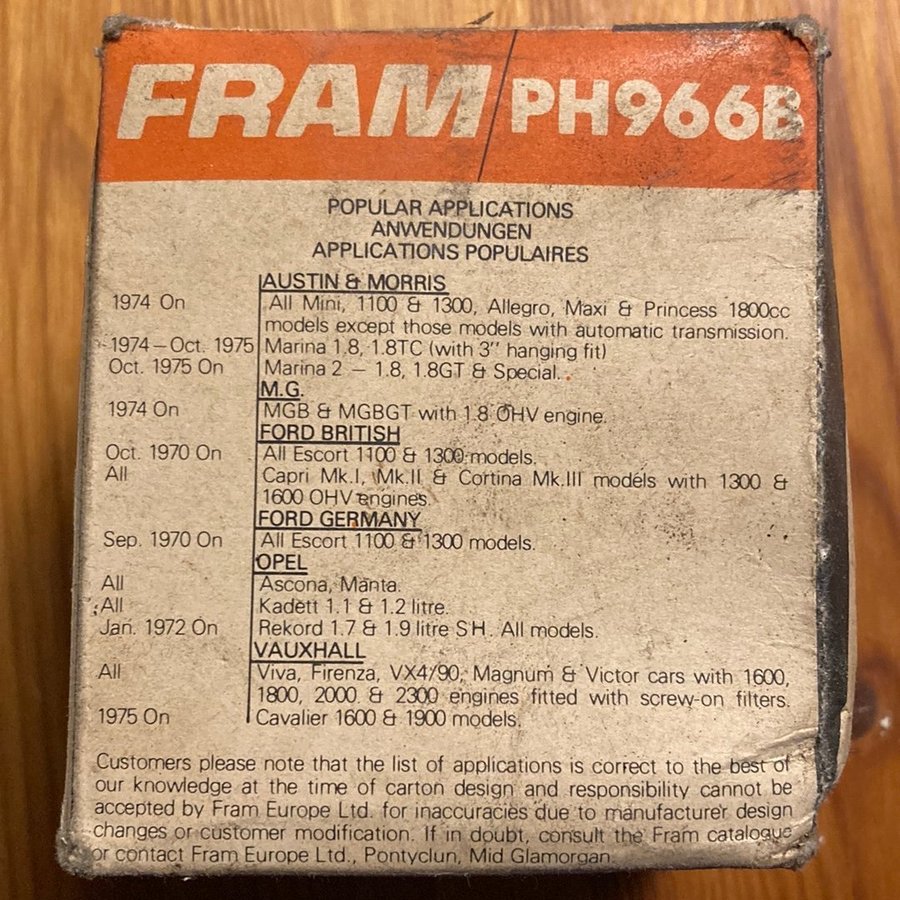 FRAM/PH966B
POPULAR APPLICATIONS
ANWENDUNGEN
APPLICATIONS POPULAIRES
AUSTIN & MORRIS
1974 On All Mini, 1100 & 1300, Allegro, Maxi & Princess 1800cc
models except those models with automatic transmission.
1974–Oct. 1975 Marina 1.8, 1.8TC (with 3" hanging fit)
Oct. 1975 On Marina 2 – 1.8, 1.8GT & Special.
M.G.
1974 On MGB & MGBGT with 1.8 OHV engine.
FORD BRITISH
Oct. 1970 On All Escort 1100 & 1300 models.
All Capri Mk.I, Mk.II & Cortina Mk.III models with 1300 &
1600 OHV engines.
FORD GERMANY
Sep. 1970 On All Escort 1100 & 1300 models.
OPEL
All Ascona, Manta.
All Kadett 1.1 & 1.2 litre.
Jan. 1972 On Rekord 1.7 & 1.9 litre S.H. All models.
VAUXHALL
All Viva, Firenza, VX4/90, Magnum & Victor cars with 1600,
1800, 2000 & 2300 engines fitted with screw-on filters.
1975 On Cavalier 1600 & 1900 models.
Customers please note that the list of applications is correct to the best of
our knowledge at the time of carton design and responsibility cannot be
accepted by Fram Europe Ltd. for inaccuracies due to manufacturer design
changes or customer modification. If in doubt, consult the Fram catalogue
or contact Fram Europe Ltd., Pontyclun, Mid Glamorgan.